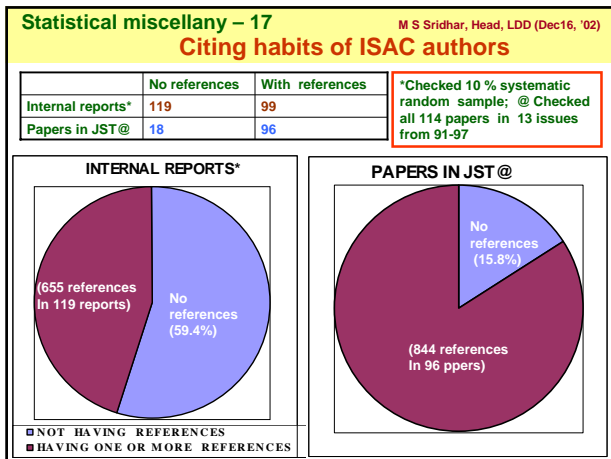 Statistical miscellany – 17
M S Sridhar, Head, LDD (Dec16, '02)
Citing habits of ISAC authors
No references With references
Internal reports* 119 99
Papers in JST@ 18 96
*Checked 10 % systematic
random sample; @ Checked
all 114 papers in 13 issues
from 91-97
INTERNAL REPORTS*
(655 references
In 119 reports)
No
references
(59.4%)
NOT HAVING REFERENCES
HAVING ONE OR MORE REFERENCES
PAPERS IN JST@
No
references
(15.8%)
(844 references
In 96 ppers)